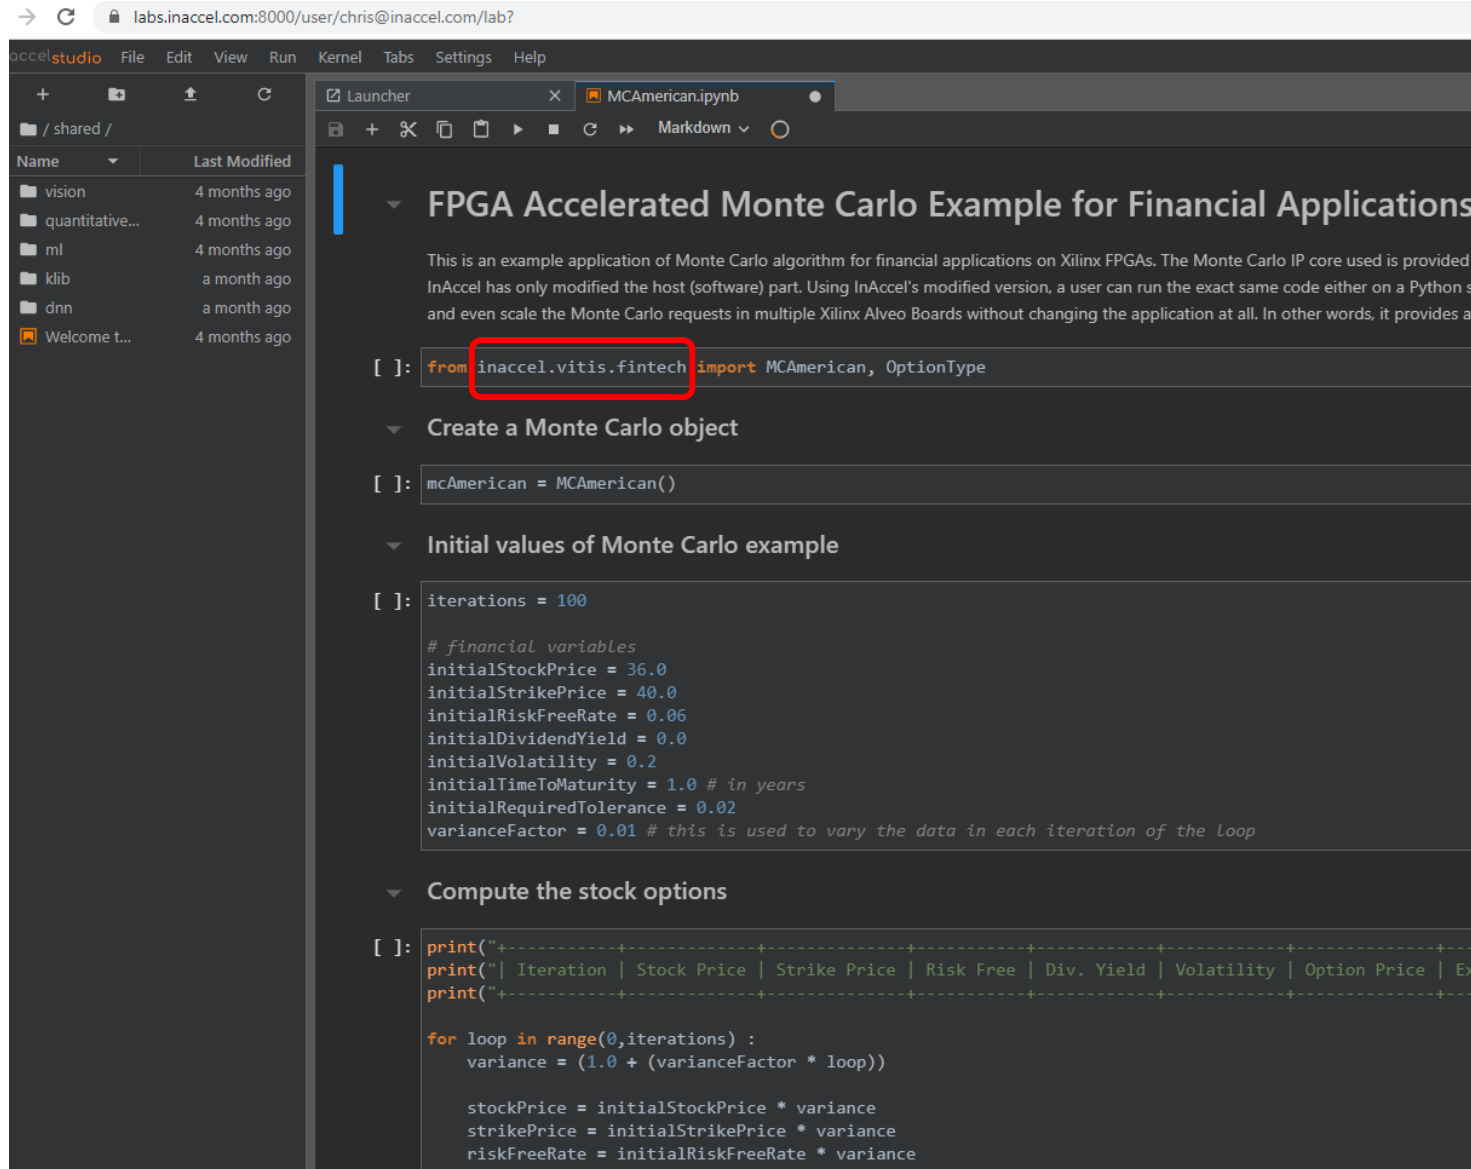 labs.inaccel.com:8000/user/chris@inaccel.com/lab?
accelstudio File Edit View Run Kernel Tabs Settings Help
Launcher
MCAmerican.ipynb
/ shared /
Markdown
Name Last Modified
vision 4 months ago
quantitative... 4 months ago
ml 4 months ago
klib a month ago
dnn a month ago
Welcome t... 4 months ago
FPGA Accelerated Monte Carlo Example for Financial Applications
This is an example application of Monte Carlo algorithm for financial applications on Xilinx FPGAs. The Monte Carlo IP core used is provided
InAccel has only modified the host (software) part. Using InAccel's modified version, a user can run the exact same code either on a Python s
and even scale the Monte Carlo requests in multiple Xilinx Alveo Boards without changing the application at all. In other words, it provides a
[ ]: from inaccel.vitis.fintech import MCAmerican, OptionType
Create a Monte Carlo object
[ ]: mcAmerican = MCAmerican()
Initial values of Monte Carlo example
[ ]: iterations = 100
# financial variables
initialStockPrice = 36.0
initialStrikePrice = 40.0
initialRiskFreeRate = 0.06
initialDividendYield = 0.0
initialVolatility = 0.2
initialTimeToMaturity = 1.0 # in years
initialRequiredTolerance = 0.02
varianceFactor = 0.01 # this is used to vary the data in each iteration of the loop
Compute the stock options
[ ]: print("+-----------+-------------+--------------+-----------+------------+------------+--------------+---
print("| Iteration | Stock Price | Strike Price | Risk Free | Div. Yield | Volatility | Option Price | Ex
print("+-----------+-------------+--------------+-----------+------------+------------+--------------+---
for loop in range(0,iterations) :
variance = (1.0 + (varianceFactor * loop))
stockPrice = initialStockPrice * variance
strikePrice = initialStrikePrice * variance
riskFreeRate = initialRiskFreeRate * variance